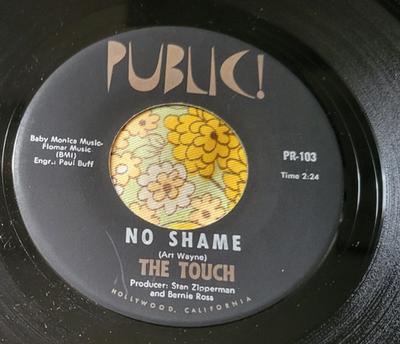 PUBLIC!
Baby Monica Music-
Flomar Music
(BMI)
Engr.: Paul Buff
PR-103
Time 2:24
NO SHAME
(Art Wayne)
THE TOUCH
Producer: Stan Zipperman
and Bernie Ross
HOLLYWOOD, CALIFORNIA